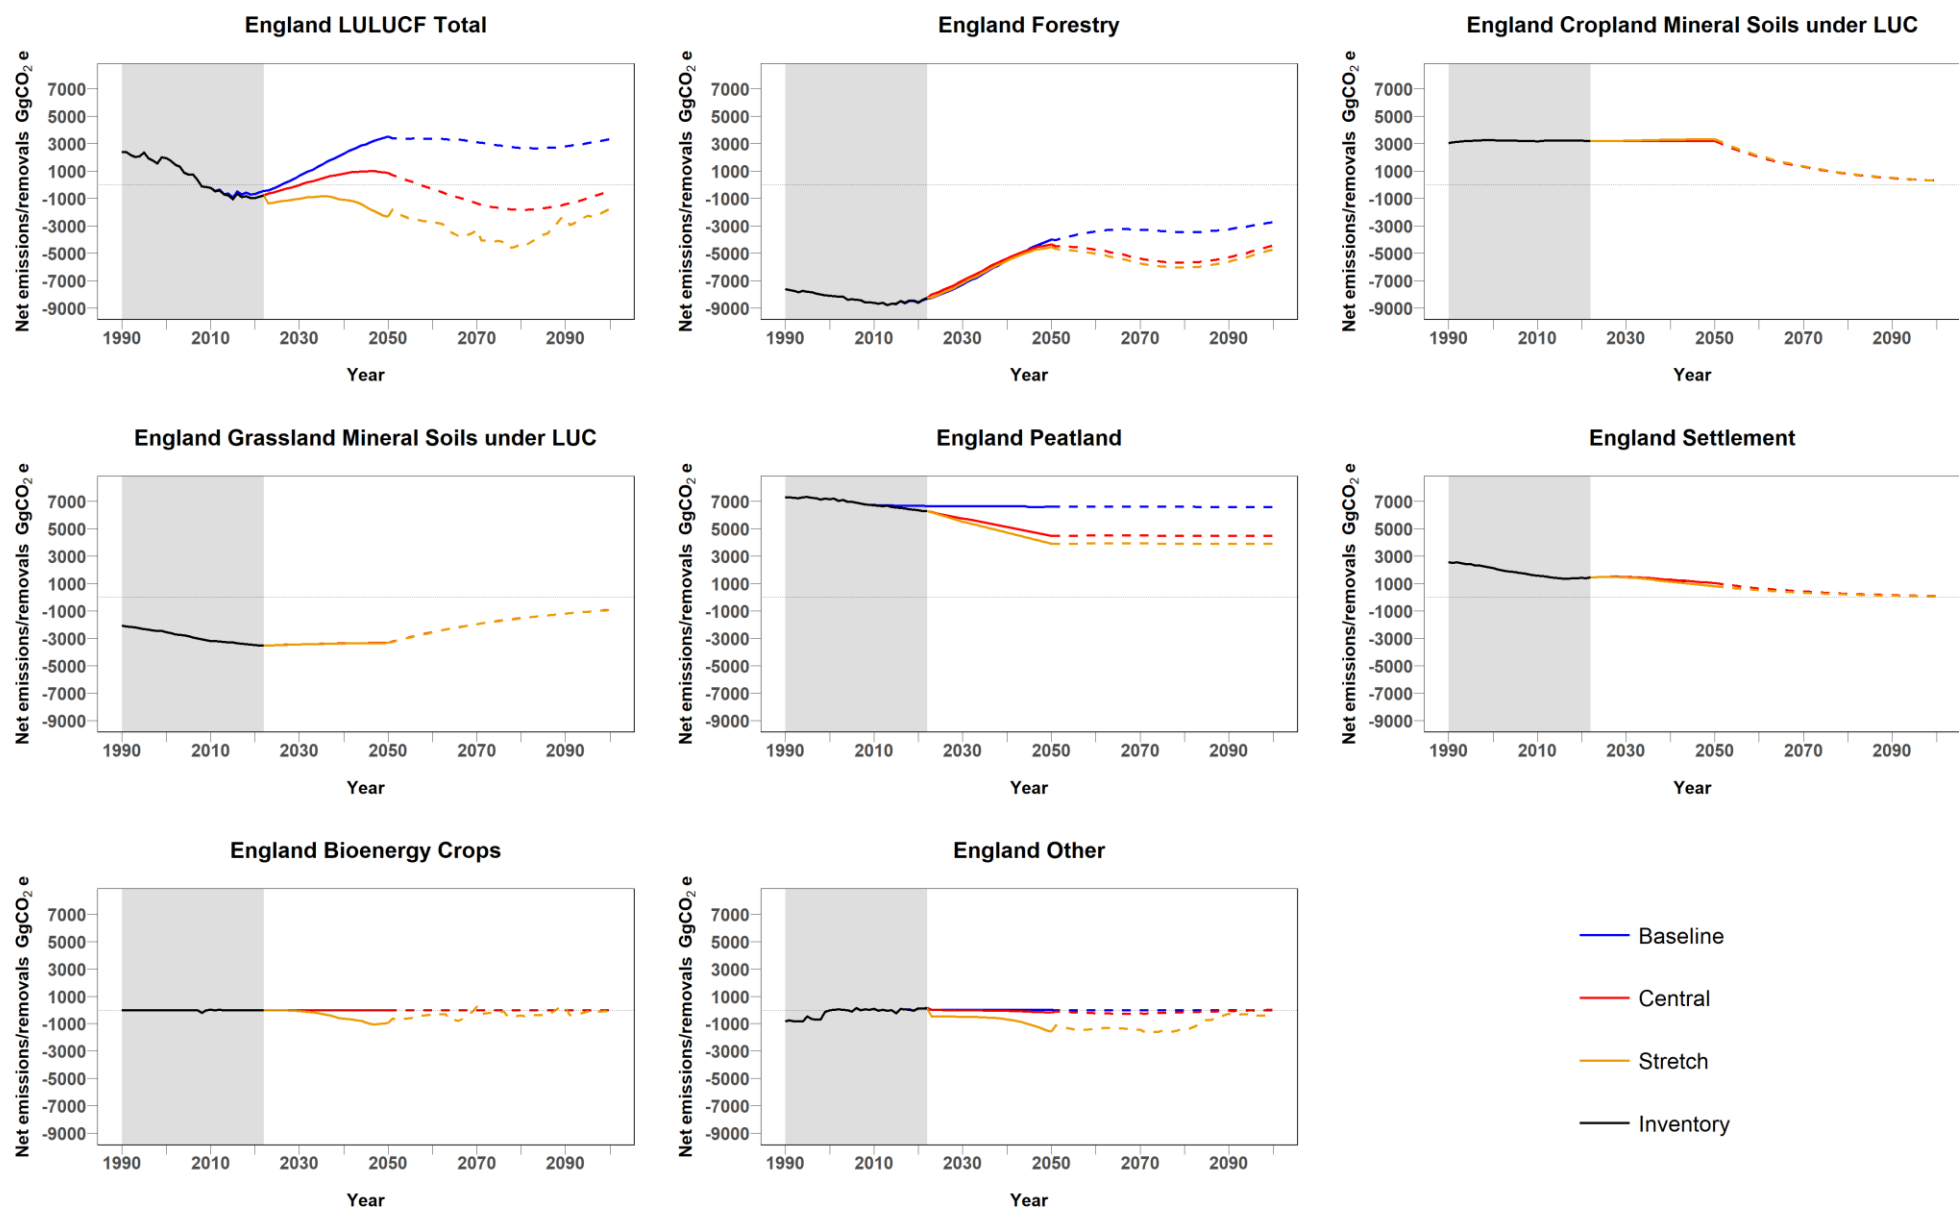 England LULUCF Total
Net emissions/removals GgCO₂ e
7000
5000
3000
1000
-1000
-3000
-5000
-7000
-9000
1990 2010 2030 2050 2070 2090
Year
England Forestry
Net emissions/removals GgCO₂ e
7000
5000
3000
1000
-1000
-3000
-5000
-7000
-9000
1990 2010 2030 2050 2070 2090
Year
England Cropland Mineral Soils under LUC
Net emissions/removals GgCO₂ e
7000
5000
3000
1000
-1000
-3000
-5000
-7000
-9000
1990 2010 2030 2050 2070 2090
Year
England Grassland Mineral Soils under LUC
Net emissions/removals GgCO₂ e
7000
5000
3000
1000
-1000
-3000
-5000
-7000
-9000
1990 2010 2030 2050 2070 2090
Year
England Peatland
Net emissions/removals GgCO₂ e
7000
5000
3000
1000
-1000
-3000
-5000
-7000
-9000
1990 2010 2030 2050 2070 2090
Year
England Settlement
Net emissions/removals GgCO₂ e
7000
5000
3000
1000
-1000
-3000
-5000
-7000
-9000
1990 2010 2030 2050 2070 2090
Year
England Bioenergy Crops
Net emissions/removals GgCO₂ e
7000
5000
3000
1000
-1000
-3000
-5000
-7000
-9000
1990 2010 2030 2050 2070 2090
Year
England Other
Net emissions/removals GgCO₂ e
7000
5000
3000
1000
-1000
-3000
-5000
-7000
-9000
1990 2010 2030 2050 2070 2090
Year
Baseline
Central
Stretch
Inventory